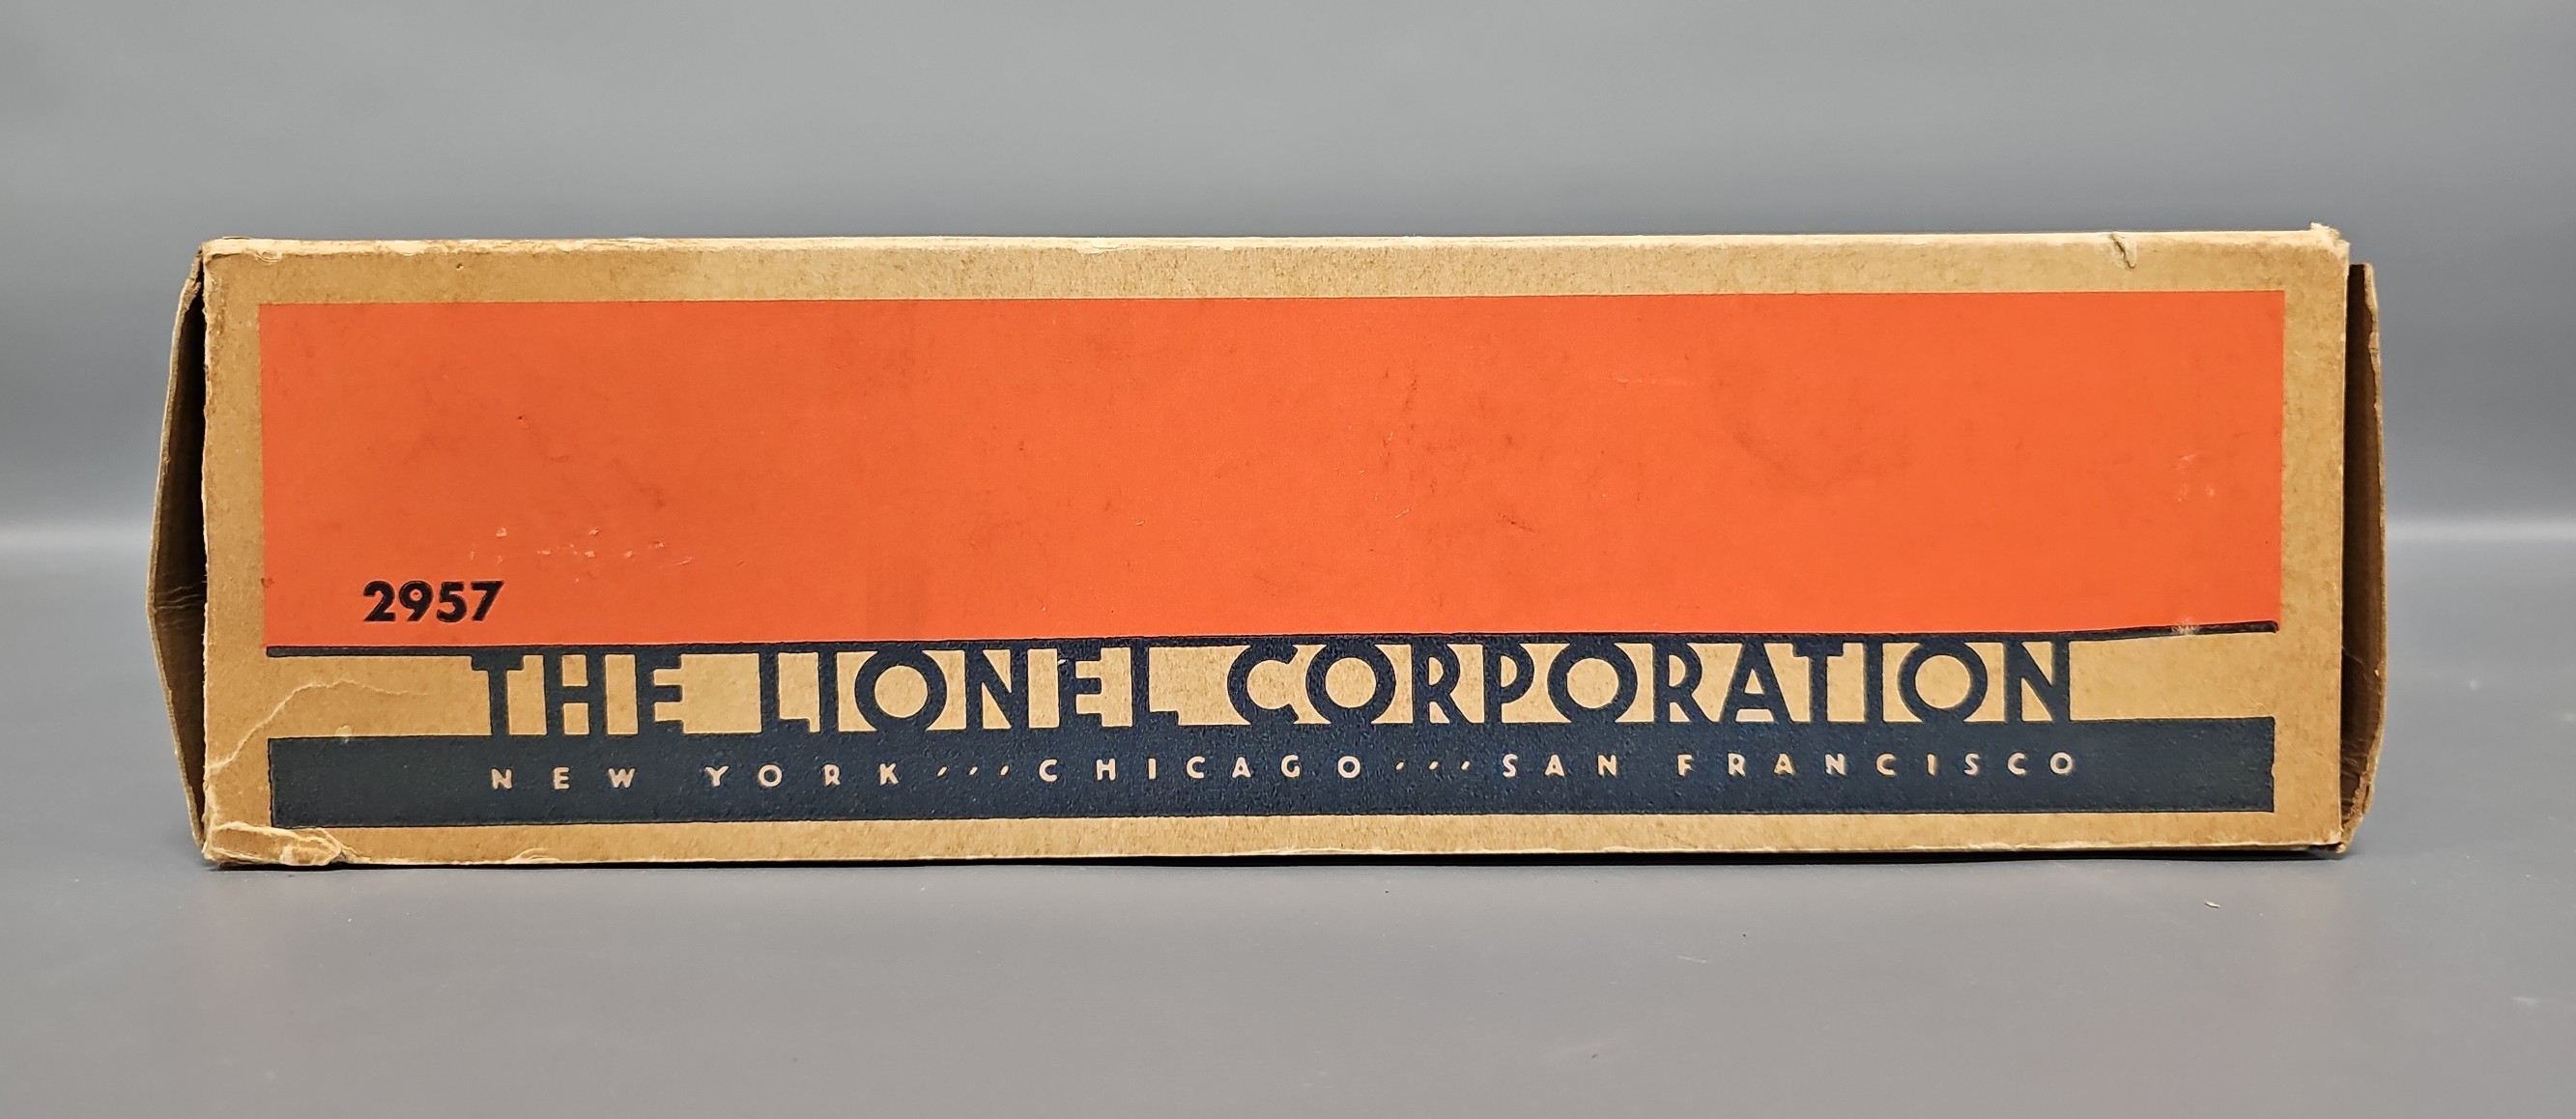 2957
THE LIONEL CORPORATION
NEW YORK ··· CHICAGO ··· SAN FRANCISCO